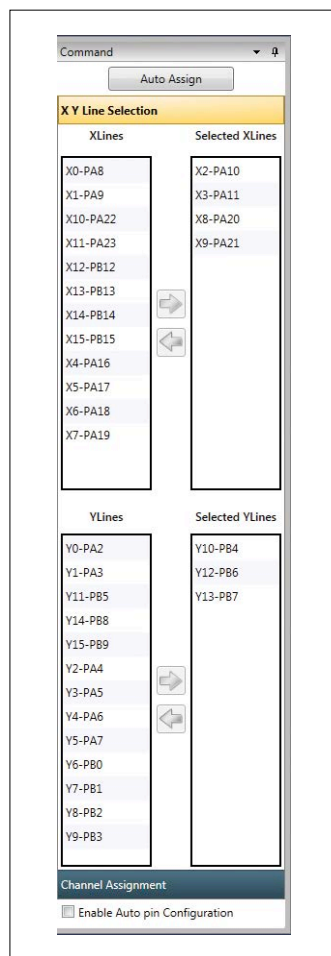 Command
Auto Assign
X Y Line Selection
XLines
Selected XLines
X0-PA8
X1-PA9
X10-PA22
X11-PA23
X12-PB12
X13-PB13
X14-PB14
X15-PB15
X4-PA16
X5-PA17
X6-PA18
X7-PA19
X2-PA10
X3-PA11
X8-PA20
X9-PA21
YLines
Selected YLines
Y0-PA2
Y1-PA3
Y11-PB5
Y14-PB8
Y15-PB9
Y2-PA4
Y3-PA5
Y4-PA6
Y5-PA7
Y6-PB0
Y7-PB1
Y8-PB2
Y9-PB3
Y10-PB4
Y12-PB6
Y13-PB7
Channel Assignment
Enable Auto pin Configuration